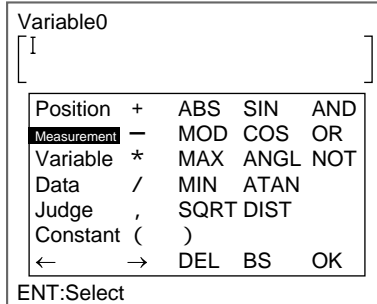 Variable0
[I ]
Position + ABS SIN AND
Measurement − MOD COS OR
Variable * MAX ANGL NOT
Data / MIN ATAN
Judge , SQRT DIST
Constant ( )
← → DEL BS OK
ENT:Select